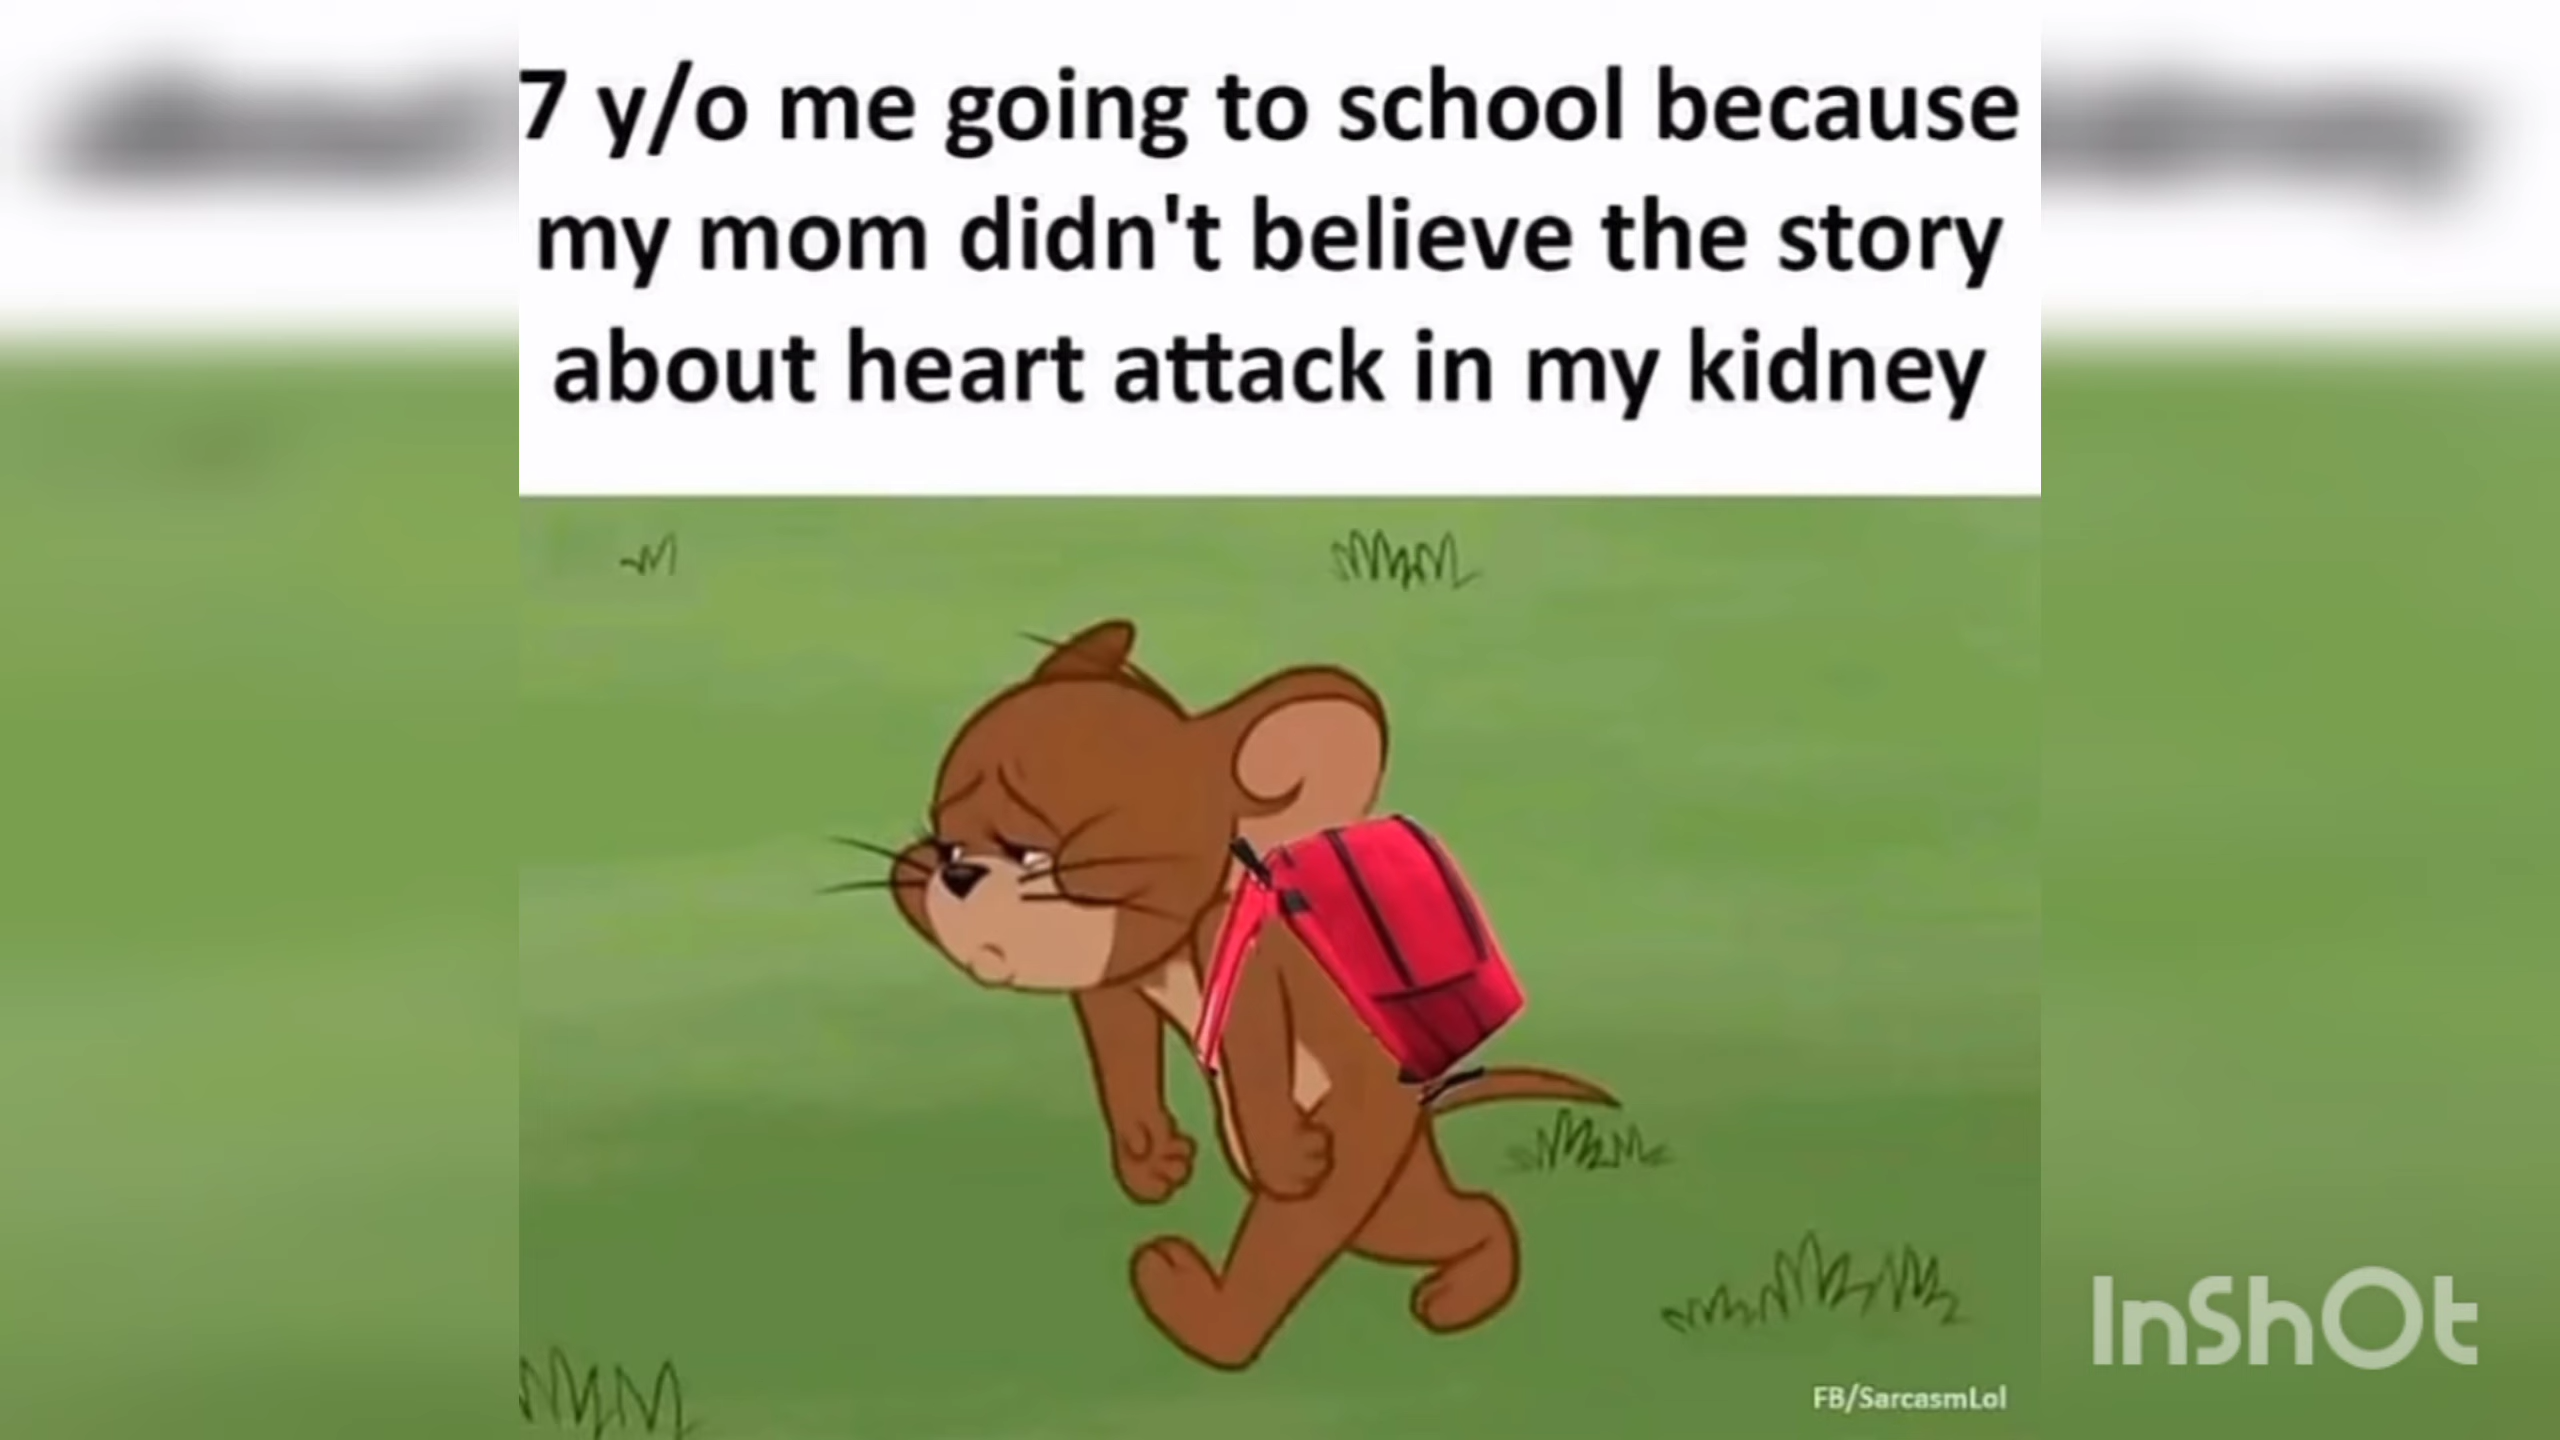 7 y/o me going to school because
my mom didn't believe the story
about heart attack in my kidney
FB/SarcasmLol
InShOt